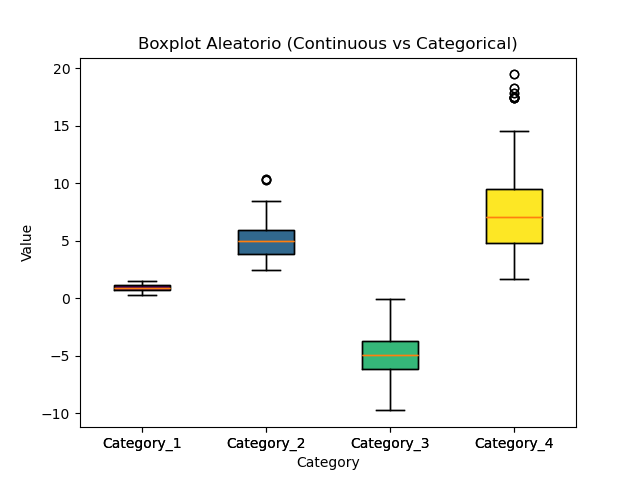 Boxplot Aleatorio (Continuous vs Categorical)
20
15
10
5
0
−5
−10
Value
Category_1 Category_2 Category_3 Category_4
Category